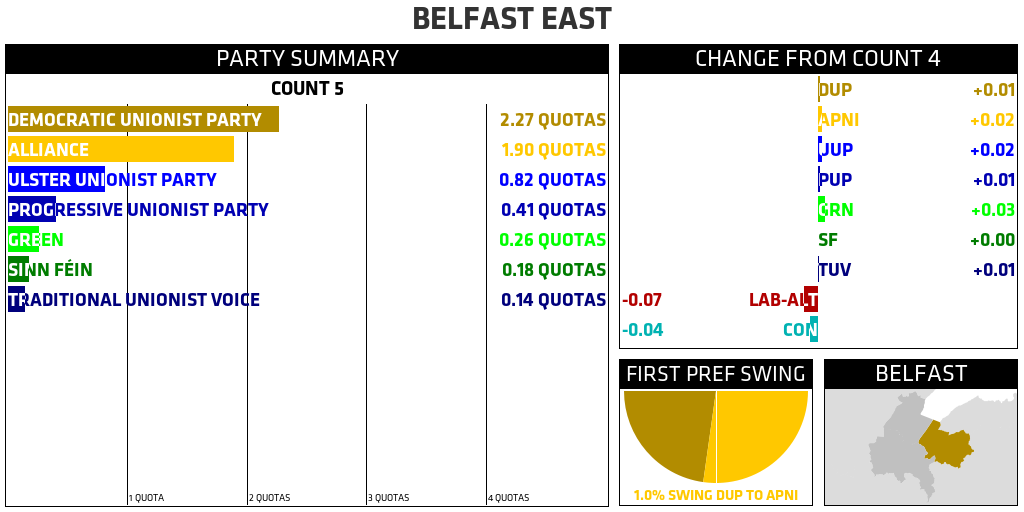 BELFAST EAST
PARTY SUMMARY
COUNT 5
DEMOCRATIC UNIONIST PARTY 2.27 QUOTAS
ALLIANCE 1.90 QUOTAS
ULSTER UNIONIST PARTY 0.82 QUOTAS
PROGRESSIVE UNIONIST PARTY 0.41 QUOTAS
GREEN 0.26 QUOTAS
SINN FÉIN 0.18 QUOTAS
TRADITIONAL UNIONIST VOICE 0.14 QUOTAS
1 QUOTA 2 QUOTAS 3 QUOTAS 4 QUOTAS
CHANGE FROM COUNT 4
DUP +0.01
APNI +0.02
UUP +0.02
PUP +0.01
GRN +0.03
SF +0.00
TUV +0.01
-0.07 LAB-ALT
-0.04 CON
FIRST PREF SWING
1.0% SWING DUP TO APNI
BELFAST